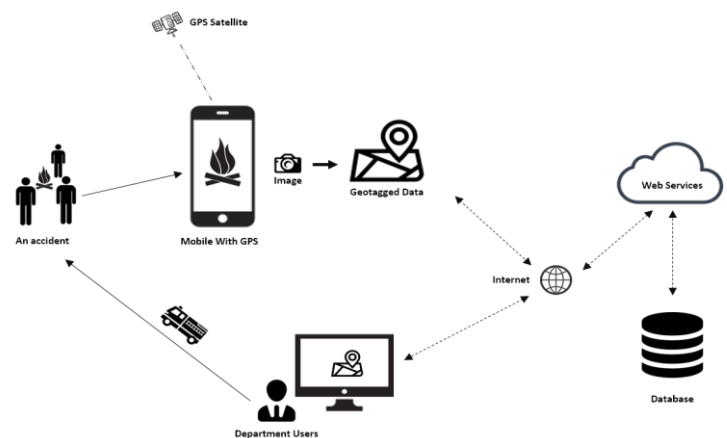 GPS Satellite
An accident
Mobile With GPS
Image
Geotagged Data
Web Services
Internet
Database
Department Users